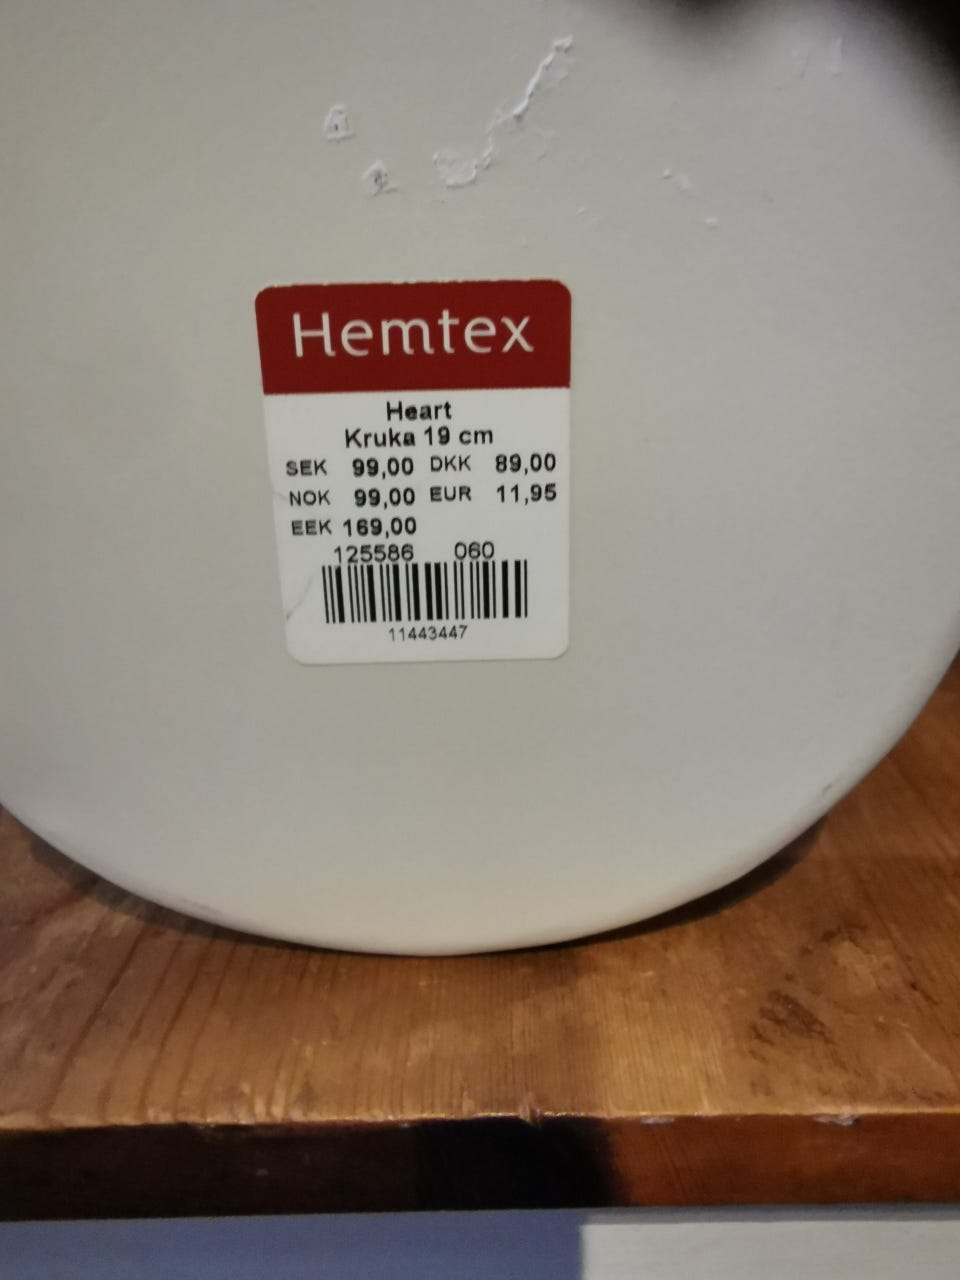 Hemtex
Heart
Kruka 19 cm
SEK 99,00 DKK 89,00
NOK 99,00 EUR 11,95
EEK 169,00
125586 060
11443447